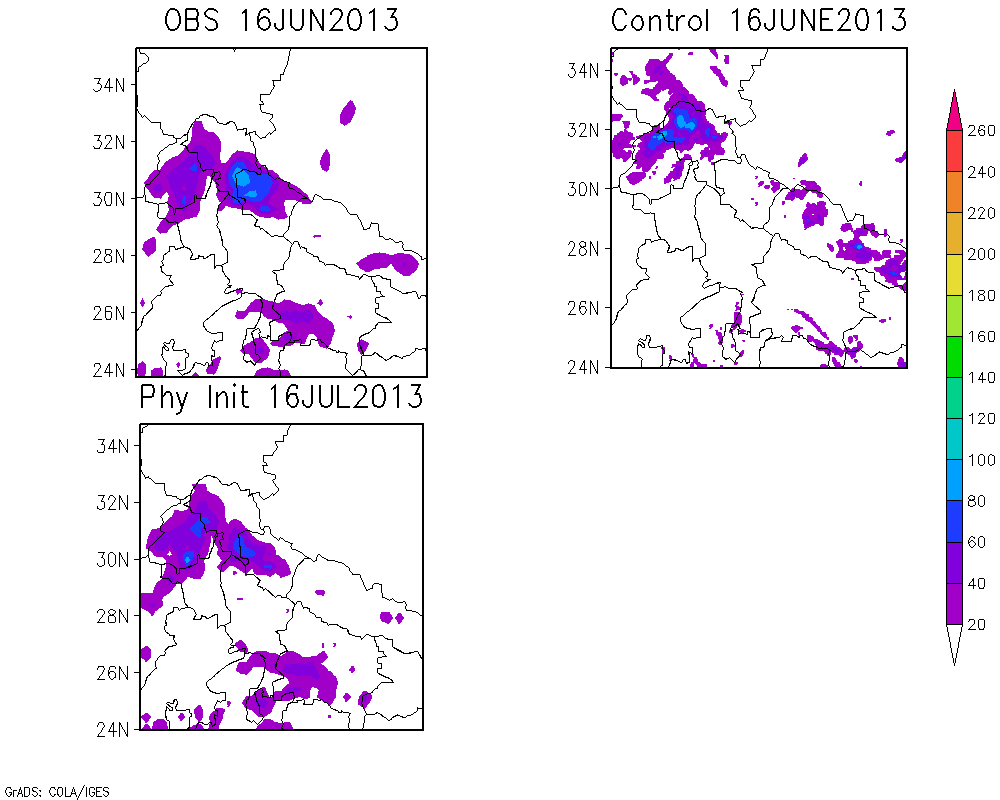 OBS 16JUN2013
34N
32N
30N
28N
26N
24N
Control 16JUNE2013
34N
32N
30N
28N
26N
24N
260
240
220
200
180
160
140
120
100
80
60
40
20
Phy Init 16JUL2013
34N
32N
30N
28N
26N
24N
GrADS: COLA/IGES